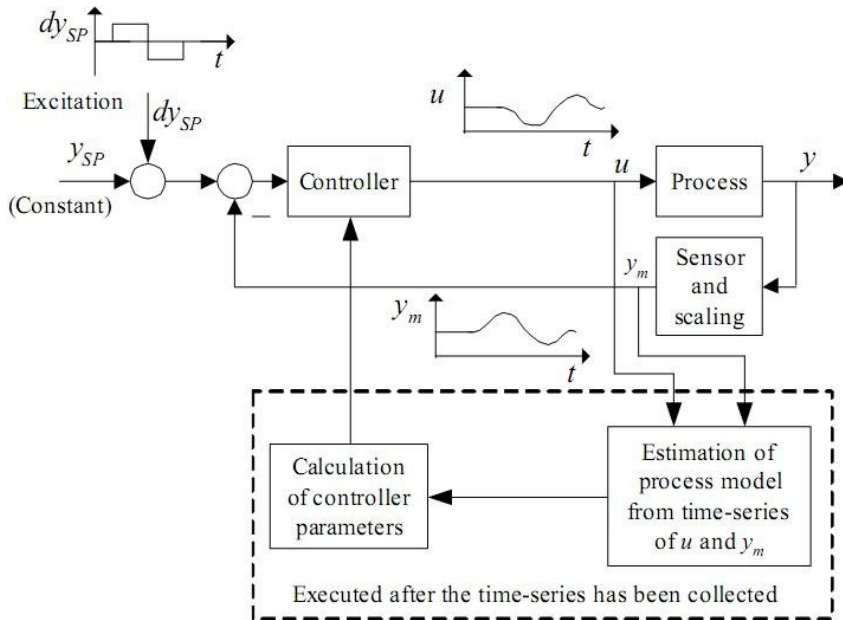 dy_SP
t
Excitation
dy_SP
y_SP
(Constant)
Controller
u
t
u
Process
y
y_m
Sensor
and
scaling
y_m
t
Calculation
of controller
parameters
Estimation of
process model
from time-series
of u and y_m
Executed after the time-series has been collected